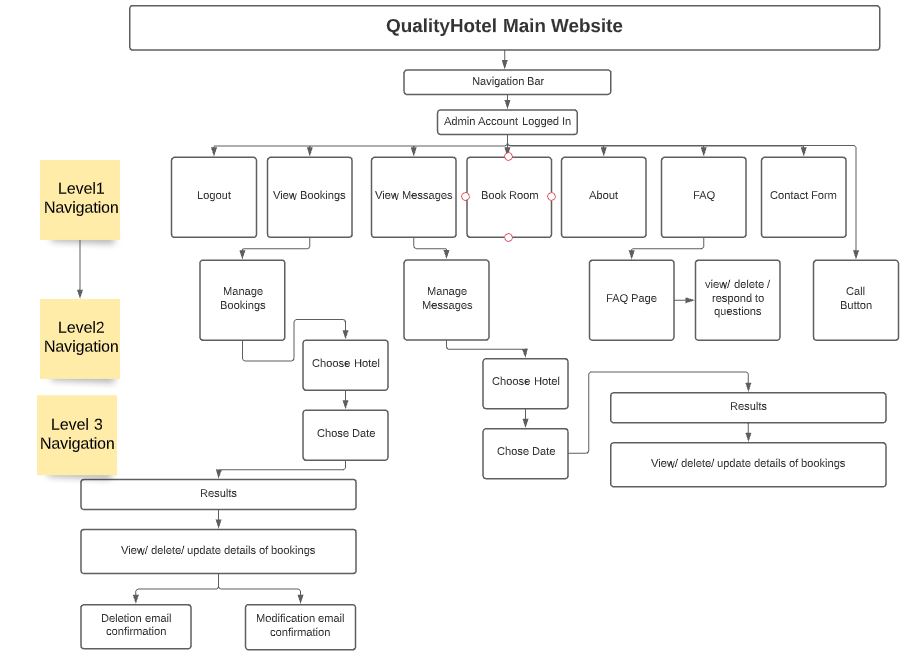 QualityHotel Main Website
Navigation Bar
Admin Account Logged In
Level1
Navigation
Logout
View Bookings
View Messages
Book Room
About
FAQ
Contact Form
Level2
Navigation
Manage
Bookings
Manage
Messages
FAQ Page
view/ delete /
respond to
questions
Call
Button
Choose Hotel
Choose Hotel
Level 3
Navigation
Chose Date
Chose Date
Results
View/ delete/ update details of bookings
Results
View/ delete/ update details of bookings
Deletion email
confirmation
Modification email
confirmation